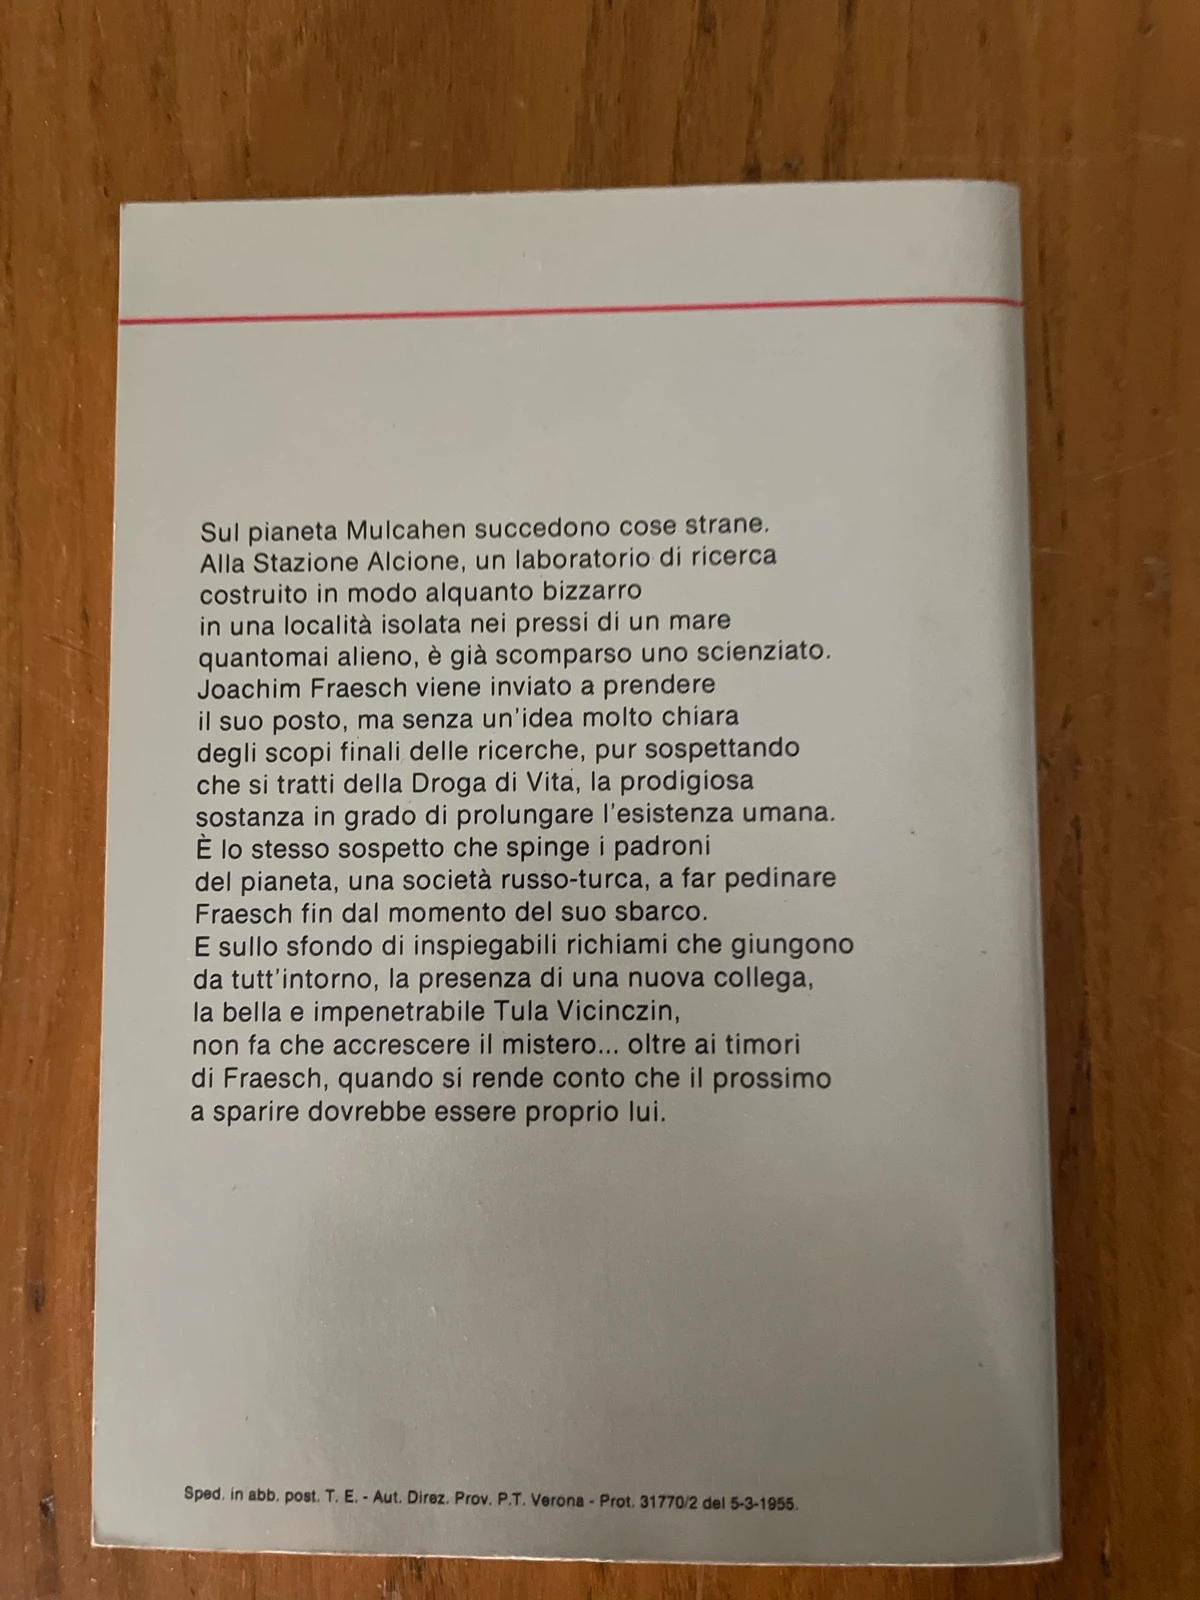 Sul pianeta Mulcahen succedono cose strane.
Alla Stazione Alcione, un laboratorio di ricerca
costruito in modo alquanto bizzarro
in una località isolata nei pressi di un mare
quantomai alieno, è già scomparso uno scienziato.
Joachim Fraesch viene inviato a prendere
il suo posto, ma senza un'idea molto chiara
degli scopi finali delle ricerche, pur sospettando
che si tratti della Droga di Vita, la prodigiosa
sostanza in grado di prolungare l'esistenza umana.
È lo stesso sospetto che spinge i padroni
del pianeta, una società russo-turca, a far pedinare
Fraesch fin dal momento del suo sbarco.
E sullo sfondo di inspiegabili richiami che giungono
da tutt'intorno, la presenza di una nuova collega,
la bella e impenetrabile Tula Vicinczin,
non fa che accrescere il mistero... oltre ai timori
di Fraesch, quando si rende conto che il prossimo
a sparire dovrebbe essere proprio lui.
Sped. in abb. post. T. E. - Aut. Direz. Prov. P.T. Verona - Prot. 31770/2 del 5-3-1955.